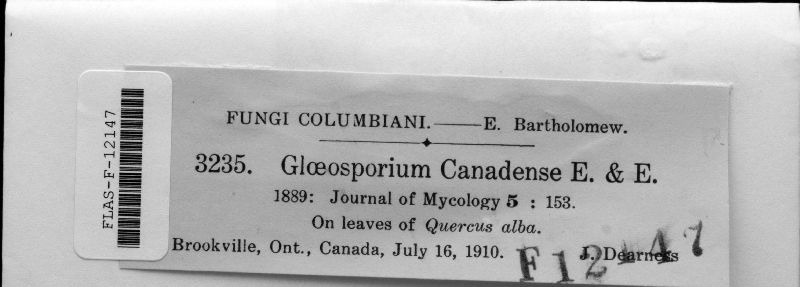 FUNGI COLUMBIANI.——E. Bartholomew.
3235. Glœosporium Canadense E. & E.
1889: Journal of Mycology 5 : 153.
On leaves of Quercus alba.
Brookville, Ont., Canada, July 16, 1910. J. Dearness
F12147
FLAS-F-12147